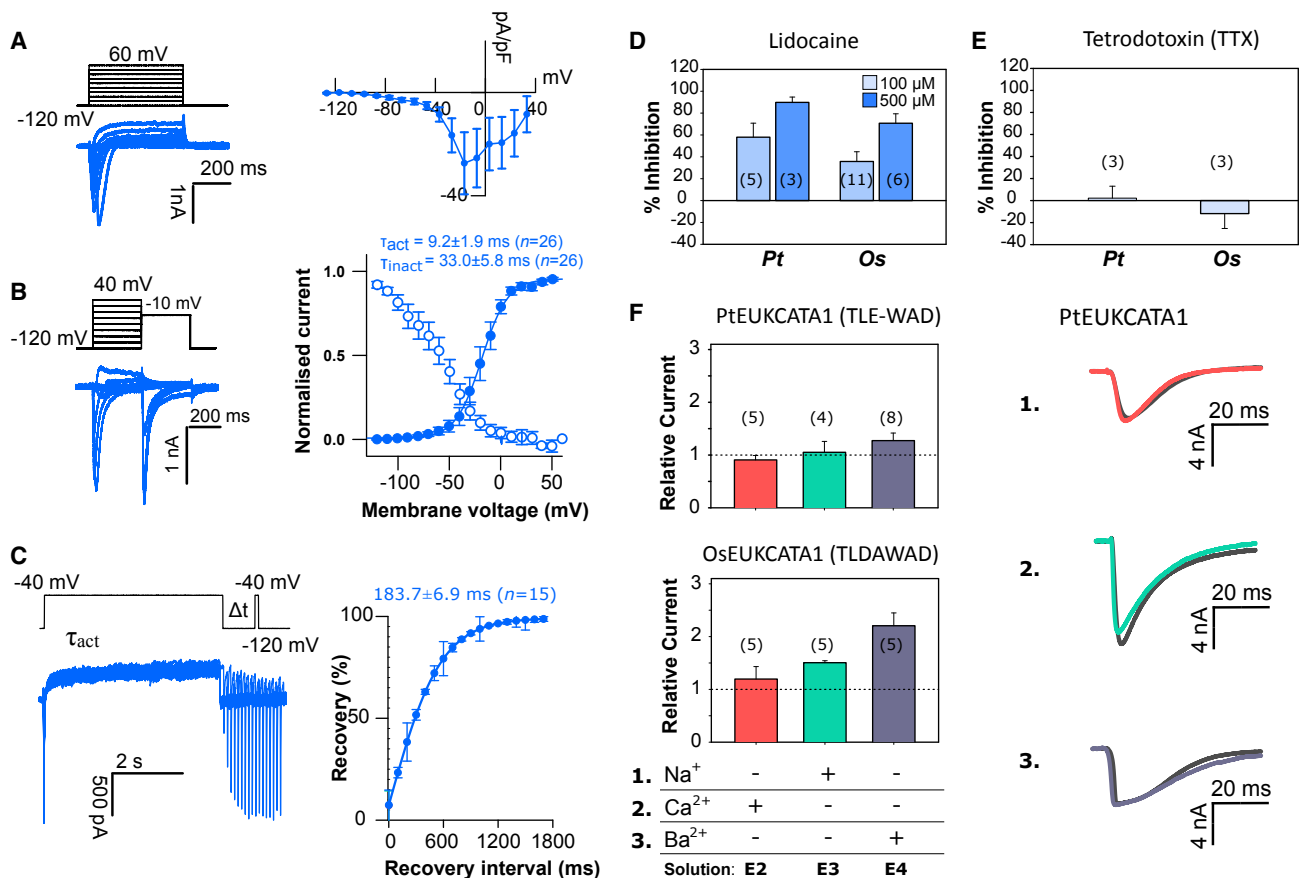 A
60 mV
-120 mV
200 ms
1nA
pA/pF
mV
-120 -80 -40 0 40
-40
B
40 mV
-10 mV
-120 mV
200 ms
1 nA
τact = 9.2±1.9 ms (n=26)
τinact = 33.0±5.8 ms (n=26)
Normalised current
1.0
0.5
0.0
-100 -50 0 50
Membrane voltage (mV)
C
-40 mV
Δt
-40 mV
-120 mV
τact
2 s
500 pA
183.7±6.9 ms (n=15)
Recovery (%)
100
50
0
0 600 1200 1800
Recovery interval (ms)
D
Lidocaine
% Inhibition
120
100
80
60
40
20
0
-20
-40
100 µM
500 µM
(5) (3) (11) (6)
Pt Os
E
Tetrodotoxin (TTX)
% Inhibition
120
100
80
60
40
20
0
-20
-40
(3) (3)
Pt Os
F
PtEUKCATA1 (TLE-WAD)
Relative Current
3
2
1
0
(5) (4) (8)
OsEUKCATA1 (TLDAWAD)
Relative Current
3
2
1
0
(5) (5) (5)
1. Na+ - + -
2. Ca2+ + - -
3. Ba2+ - - +
Solution: E2 E3 E4
PtEUKCATA1
1.
20 ms
4 nA
2.
20 ms
4 nA
3.
20 ms
4 nA